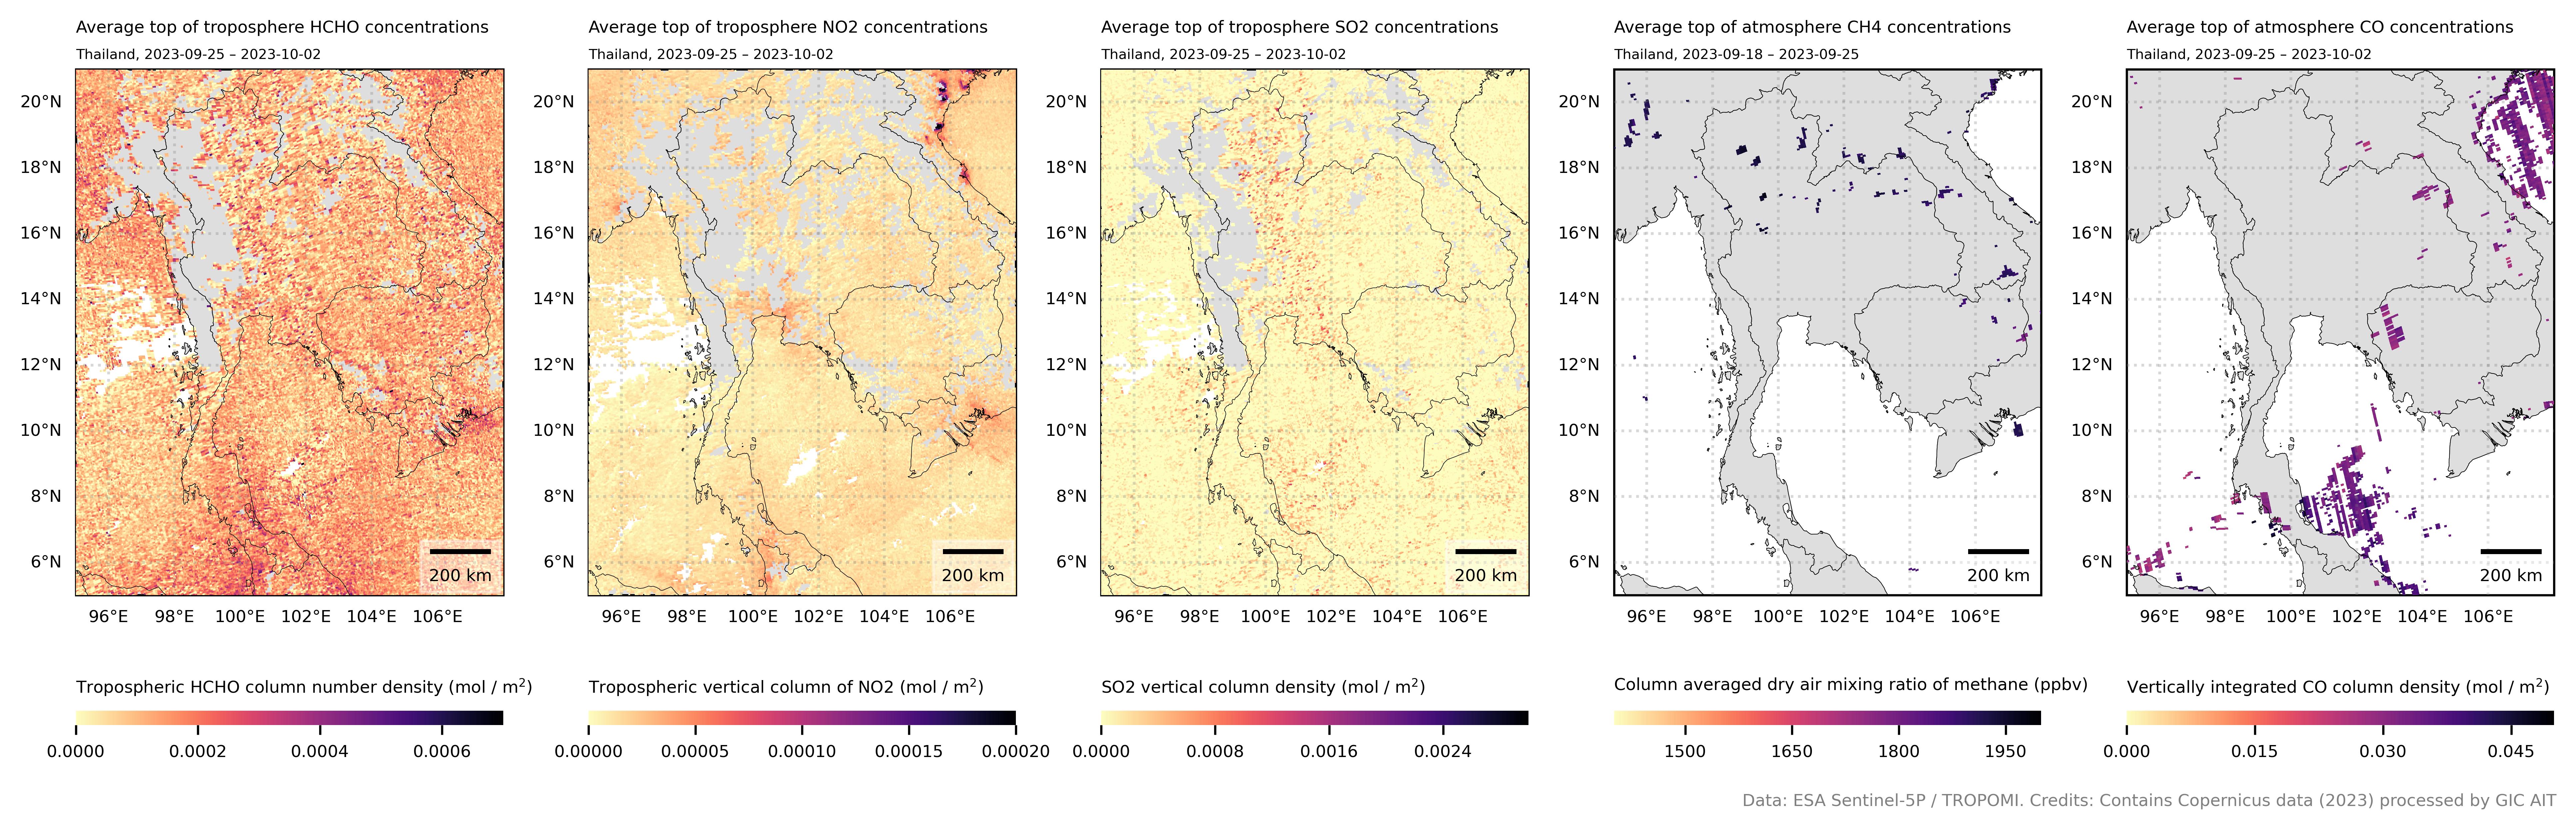 Average top of troposphere HCHO concentrations
Thailand, 2023-09-25 – 2023-10-02
20°N
18°N
16°N
14°N
12°N
10°N
8°N
6°N
200 km
96°E 98°E 100°E 102°E 104°E 106°E
Tropospheric HCHO column number density (mol / m²)
0.0000 0.0002 0.0004 0.0006
Average top of troposphere NO2 concentrations
Thailand, 2023-09-25 – 2023-10-02
20°N
18°N
16°N
14°N
12°N
10°N
8°N
6°N
200 km
96°E 98°E 100°E 102°E 104°E 106°E
Tropospheric vertical column of NO2 (mol / m²)
0.00000 0.00005 0.00010 0.00015 0.00020
Average top of troposphere SO2 concentrations
Thailand, 2023-09-25 – 2023-10-02
20°N
18°N
16°N
14°N
12°N
10°N
8°N
6°N
200 km
96°E 98°E 100°E 102°E 104°E 106°E
SO2 vertical column density (mol / m²)
0.0000 0.0008 0.0016 0.0024
Average top of atmosphere CH4 concentrations
Thailand, 2023-09-18 – 2023-09-25
20°N
18°N
16°N
14°N
12°N
10°N
8°N
6°N
200 km
96°E 98°E 100°E 102°E 104°E 106°E
Column averaged dry air mixing ratio of methane (ppbv)
1500 1650 1800 1950
Average top of atmosphere CO concentrations
Thailand, 2023-09-25 – 2023-10-02
20°N
18°N
16°N
14°N
12°N
10°N
8°N
6°N
200 km
96°E 98°E 100°E 102°E 104°E 106°E
Vertically integrated CO column density (mol / m²)
0.000 0.015 0.030 0.045
Data: ESA Sentinel-5P / TROPOMI. Credits: Contains Copernicus data (2023) processed by GIC AIT